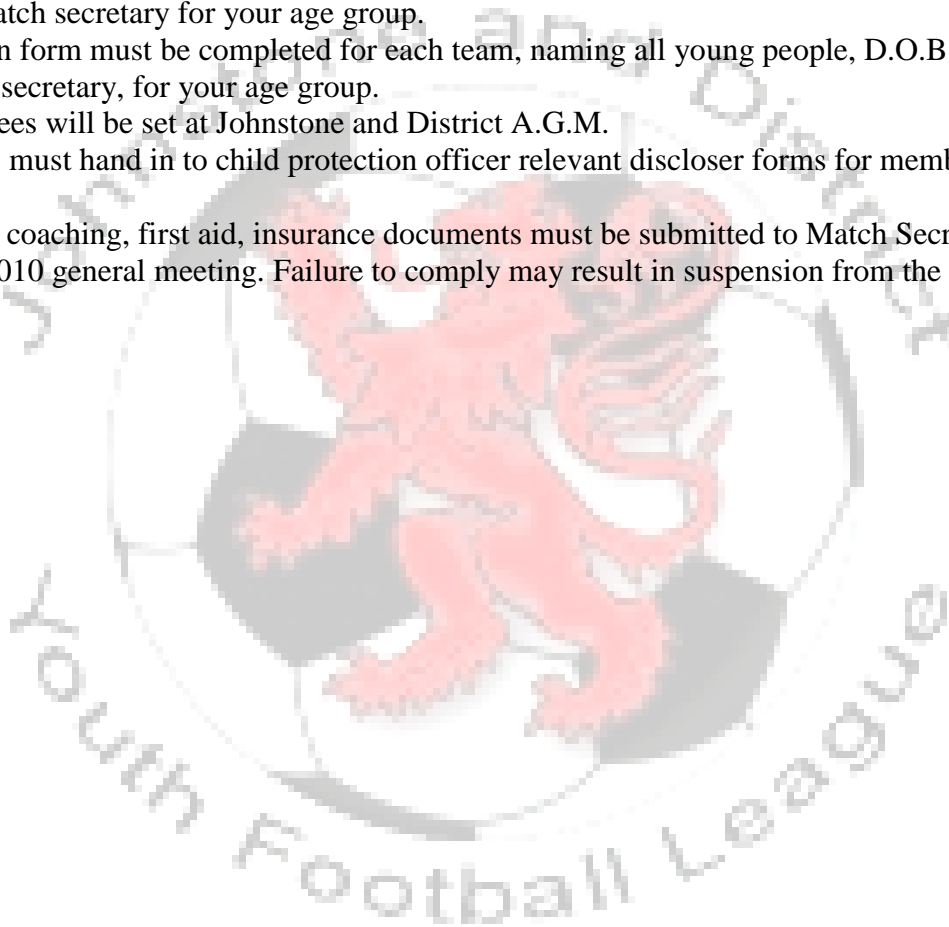 atch secretary for your age group.
n form must be completed for each team, naming all young people, D.O.B
secretary, for your age group.
ees will be set at Johnstone and District A.G.M.
must hand in to child protection officer relevant discloser forms for memb
coaching, first aid, insurance documents must be submitted to Match Secr
010 general meeting. Failure to comply may result in suspension from the
Johnstone and District
Youth Football League